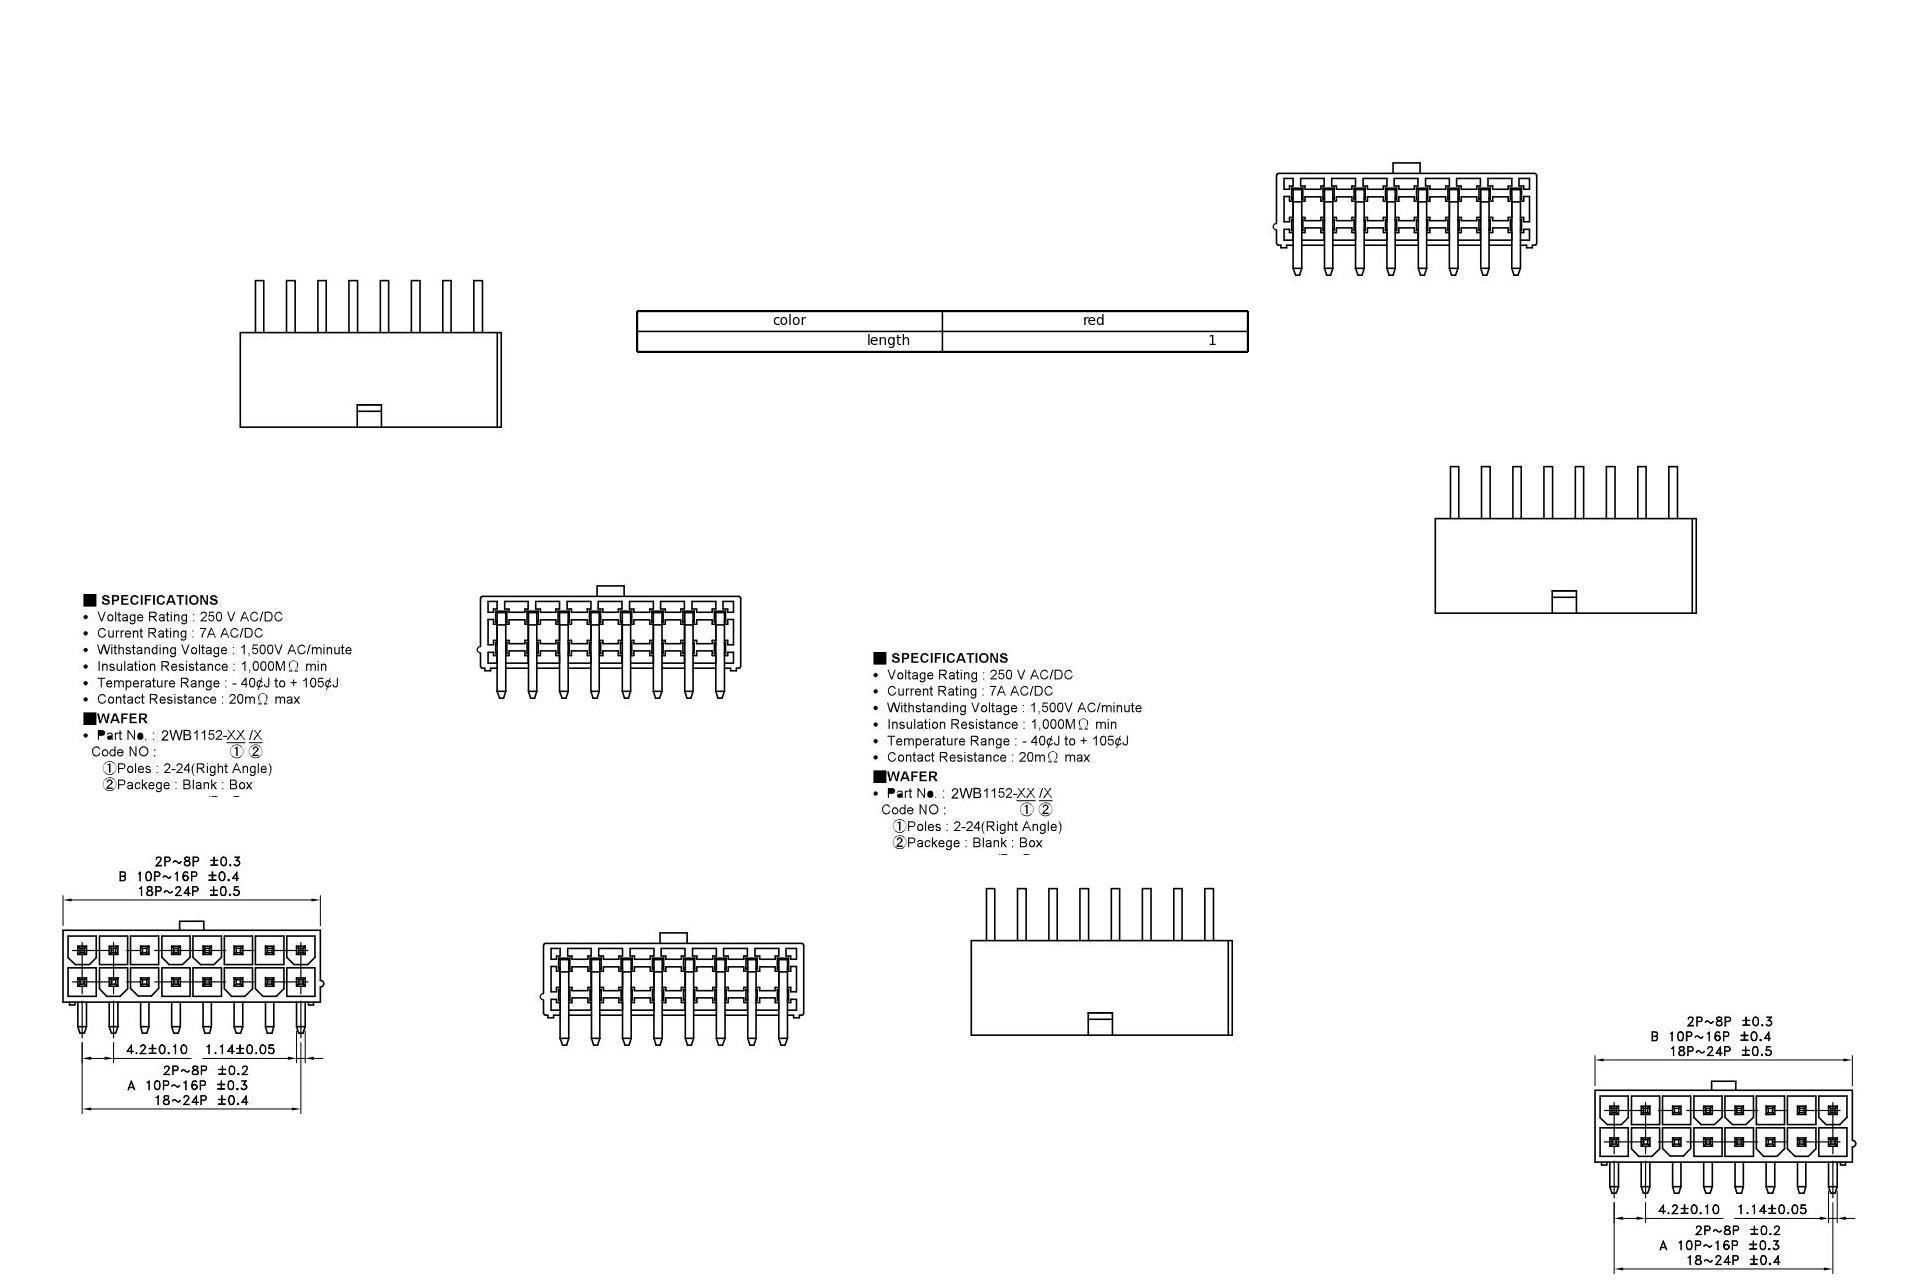 color red
length 1
■ SPECIFICATIONS
• Voltage Rating : 250 V AC/DC
• Current Rating : 7A AC/DC
• Withstanding Voltage : 1,500V AC/minute
• Insulation Resistance : 1,000MΩ min
• Temperature Range : - 40¢J to + 105¢J
• Contact Resistance : 20mΩ max
■WAFER
• Part No. : 2WB1152-XX /X
Code NO : ① ②
①Poles : 2-24(Right Angle)
②Packege : Blank : Box
■ SPECIFICATIONS
• Voltage Rating : 250 V AC/DC
• Current Rating : 7A AC/DC
• Withstanding Voltage : 1,500V AC/minute
• Insulation Resistance : 1,000MΩ min
• Temperature Range : - 40¢J to + 105¢J
• Contact Resistance : 20mΩ max
■WAFER
• Part No. : 2WB1152-XX /X
Code NO : ① ②
①Poles : 2-24(Right Angle)
②Packege : Blank : Box
2P~8P ±0.3
B 10P~16P ±0.4
18P~24P ±0.5
4.2±0.10 1.14±0.05
2P~8P ±0.2
A 10P~16P ±0.3
18~24P ±0.4
2P~8P ±0.3
B 10P~16P ±0.4
18P~24P ±0.5
4.2±0.10 1.14±0.05
2P~8P ±0.2
A 10P~16P ±0.3
18~24P ±0.4